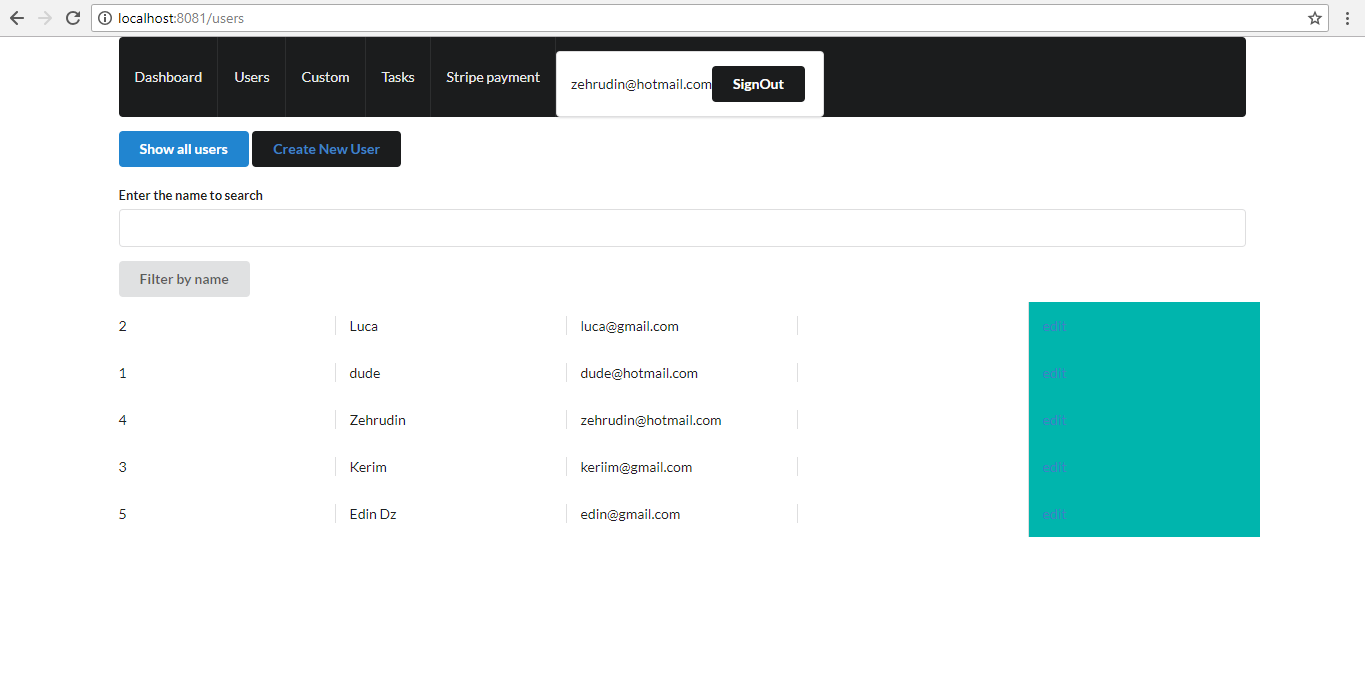 localhost:8081/users
Dashboard Users Custom Tasks Stripe payment zehrudin@hotmail.com SignOut
Show all users Create New User
Enter the name to search
Filter by name
2 Luca luca@gmail.com edit
1 dude dude@hotmail.com edit
4 Zehrudin zehrudin@hotmail.com edit
3 Kerim keriim@gmail.com edit
5 Edin Dz edin@gmail.com edit